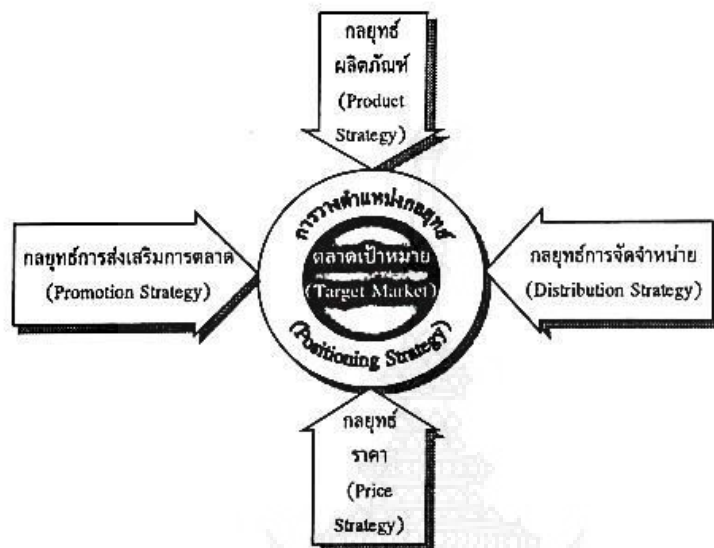 กลยุทธ์
ผลิตภัณฑ์
(Product
Strategy)
การวางตำแหน่งกลยุทธ์
กลยุทธ์การส่งเสริมการตลาด
(Promotion Strategy)
ตลาดเป้าหมาย
(Target Market)
กลยุทธ์การจัดจำหน่าย
(Distribution Strategy)
(Positioning Strategy)
กลยุทธ์
ราคา
(Price
Strategy)